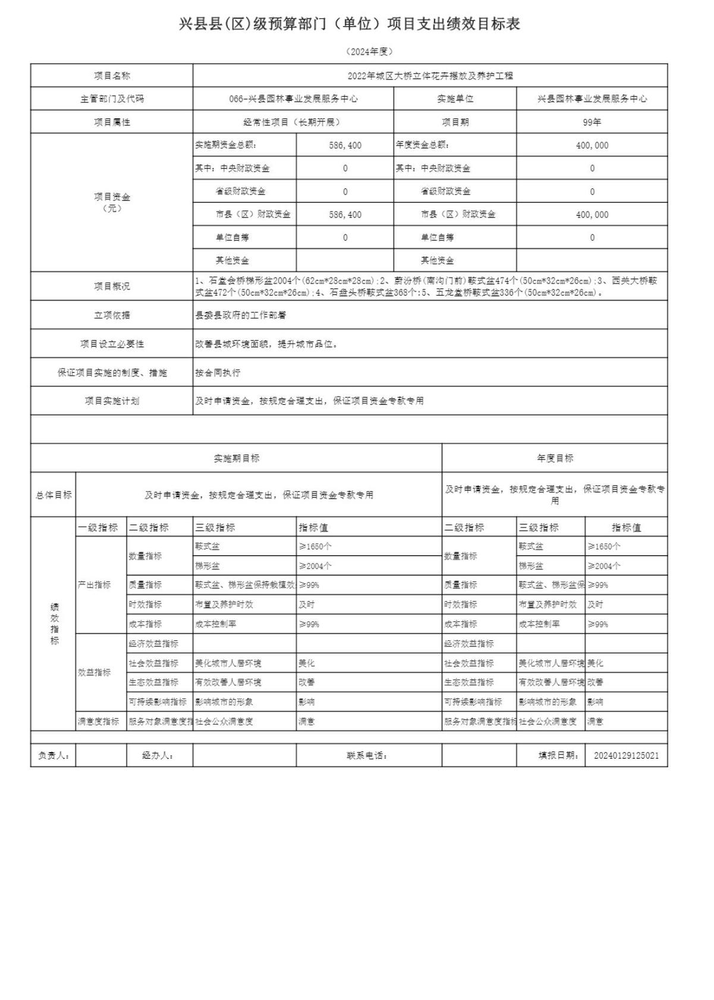 兴县县(区)级预算部门（单位）项目支出绩效目标表
（2024年度）
项目名称 2022年城区大桥立体花卉摆放及养护工程
主管部门及代码 066-兴县园林事业发展服务中心 实施单位 兴县园林事业发展服务中心
项目属性 经常性项目（长期开展） 项目期 99年
项目资金
（元）
实施期资金总额： 586,400 年度资金总额： 400,000
其中：中央财政资金 0 其中：中央财政资金 0
省级财政资金 0 省级财政资金 0
市县（区）财政资金 586,400 市县（区）财政资金 400,000
单位自筹 0 单位自筹 0
其他资金 其他资金
项目概况 1、石堂会桥梯形盆2004个(62cm*28cm*28cm);2、蔚汾桥(南沟门前)鞍式盆474个(50cm*32cm*26cm);3、西关大桥鞍
式盆472个(50cm*32cm*26cm);4、石盘头桥鞍式盆368个;5、五龙堂桥鞍式盆336个(50cm*32cm*26cm)。
立项依据 县委县政府的工作部署
项目设立必要性 改善县城环境面貌，提升城市品位。
保证项目实施的制度、措施 按合同执行
项目实施计划 及时申请资金，按规定合理支出，保证项目资金专款专用
实施期目标 年度目标
总体目标 及时申请资金，按规定合理支出，保证项目资金专款专用 及时申请资金，按规定合理支出，保证项目资金专款专
用
绩
效
指
标
一级指标 二级指标 三级指标 指标值 二级指标 三级指标 指标值
产出指标 数量指标 鞍式盆 ≥1650个 数量指标 鞍式盆 ≥1650个
梯形盆 ≥2004个 梯形盆 ≥2004个
质量指标 鞍式盆、梯形盆保持栽植效 ≥99% 质量指标 鞍式盆、梯形盆保 ≥99%
时效指标 布置及养护时效 及时 时效指标 布置及养护时效 及时
成本指标 成本控制率 ≥99% 成本指标 成本控制率 ≥99%
效益指标 经济效益指标 经济效益指标
社会效益指标 美化城市人居环境 美化 社会效益指标 美化城市人居环境 美化
生态效益指标 有效改善人居环境 改善 生态效益指标 有效改善人居环境 改善
可持续影响指标 影响城市的形象 影响 可持续影响指标 影响城市的形象 影响
满意度指标 服务对象满意度指 社会公众满意度 满意 服务对象满意度指标 社会公众满意度 满意
负责人： 经办人： 联系电话： 填报日期： 20240129125021